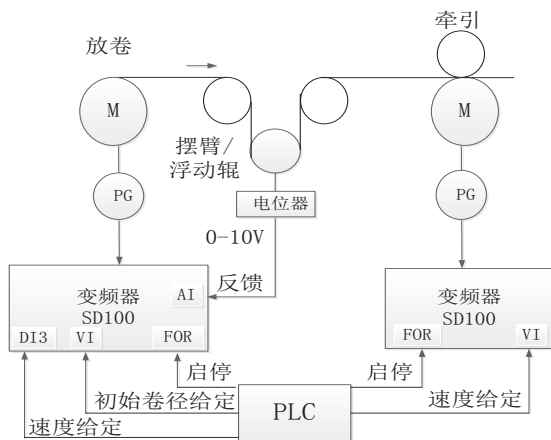 牵引
放卷
M
M
摆臂/
浮动辊
PG
PG
电位器
0-10V
反馈
变频器
SD100
AI
DI3
VI
FOR
变频器
SD100
FOR
VI
启停
启停
初始卷径给定
速度给定
速度给定
PLC